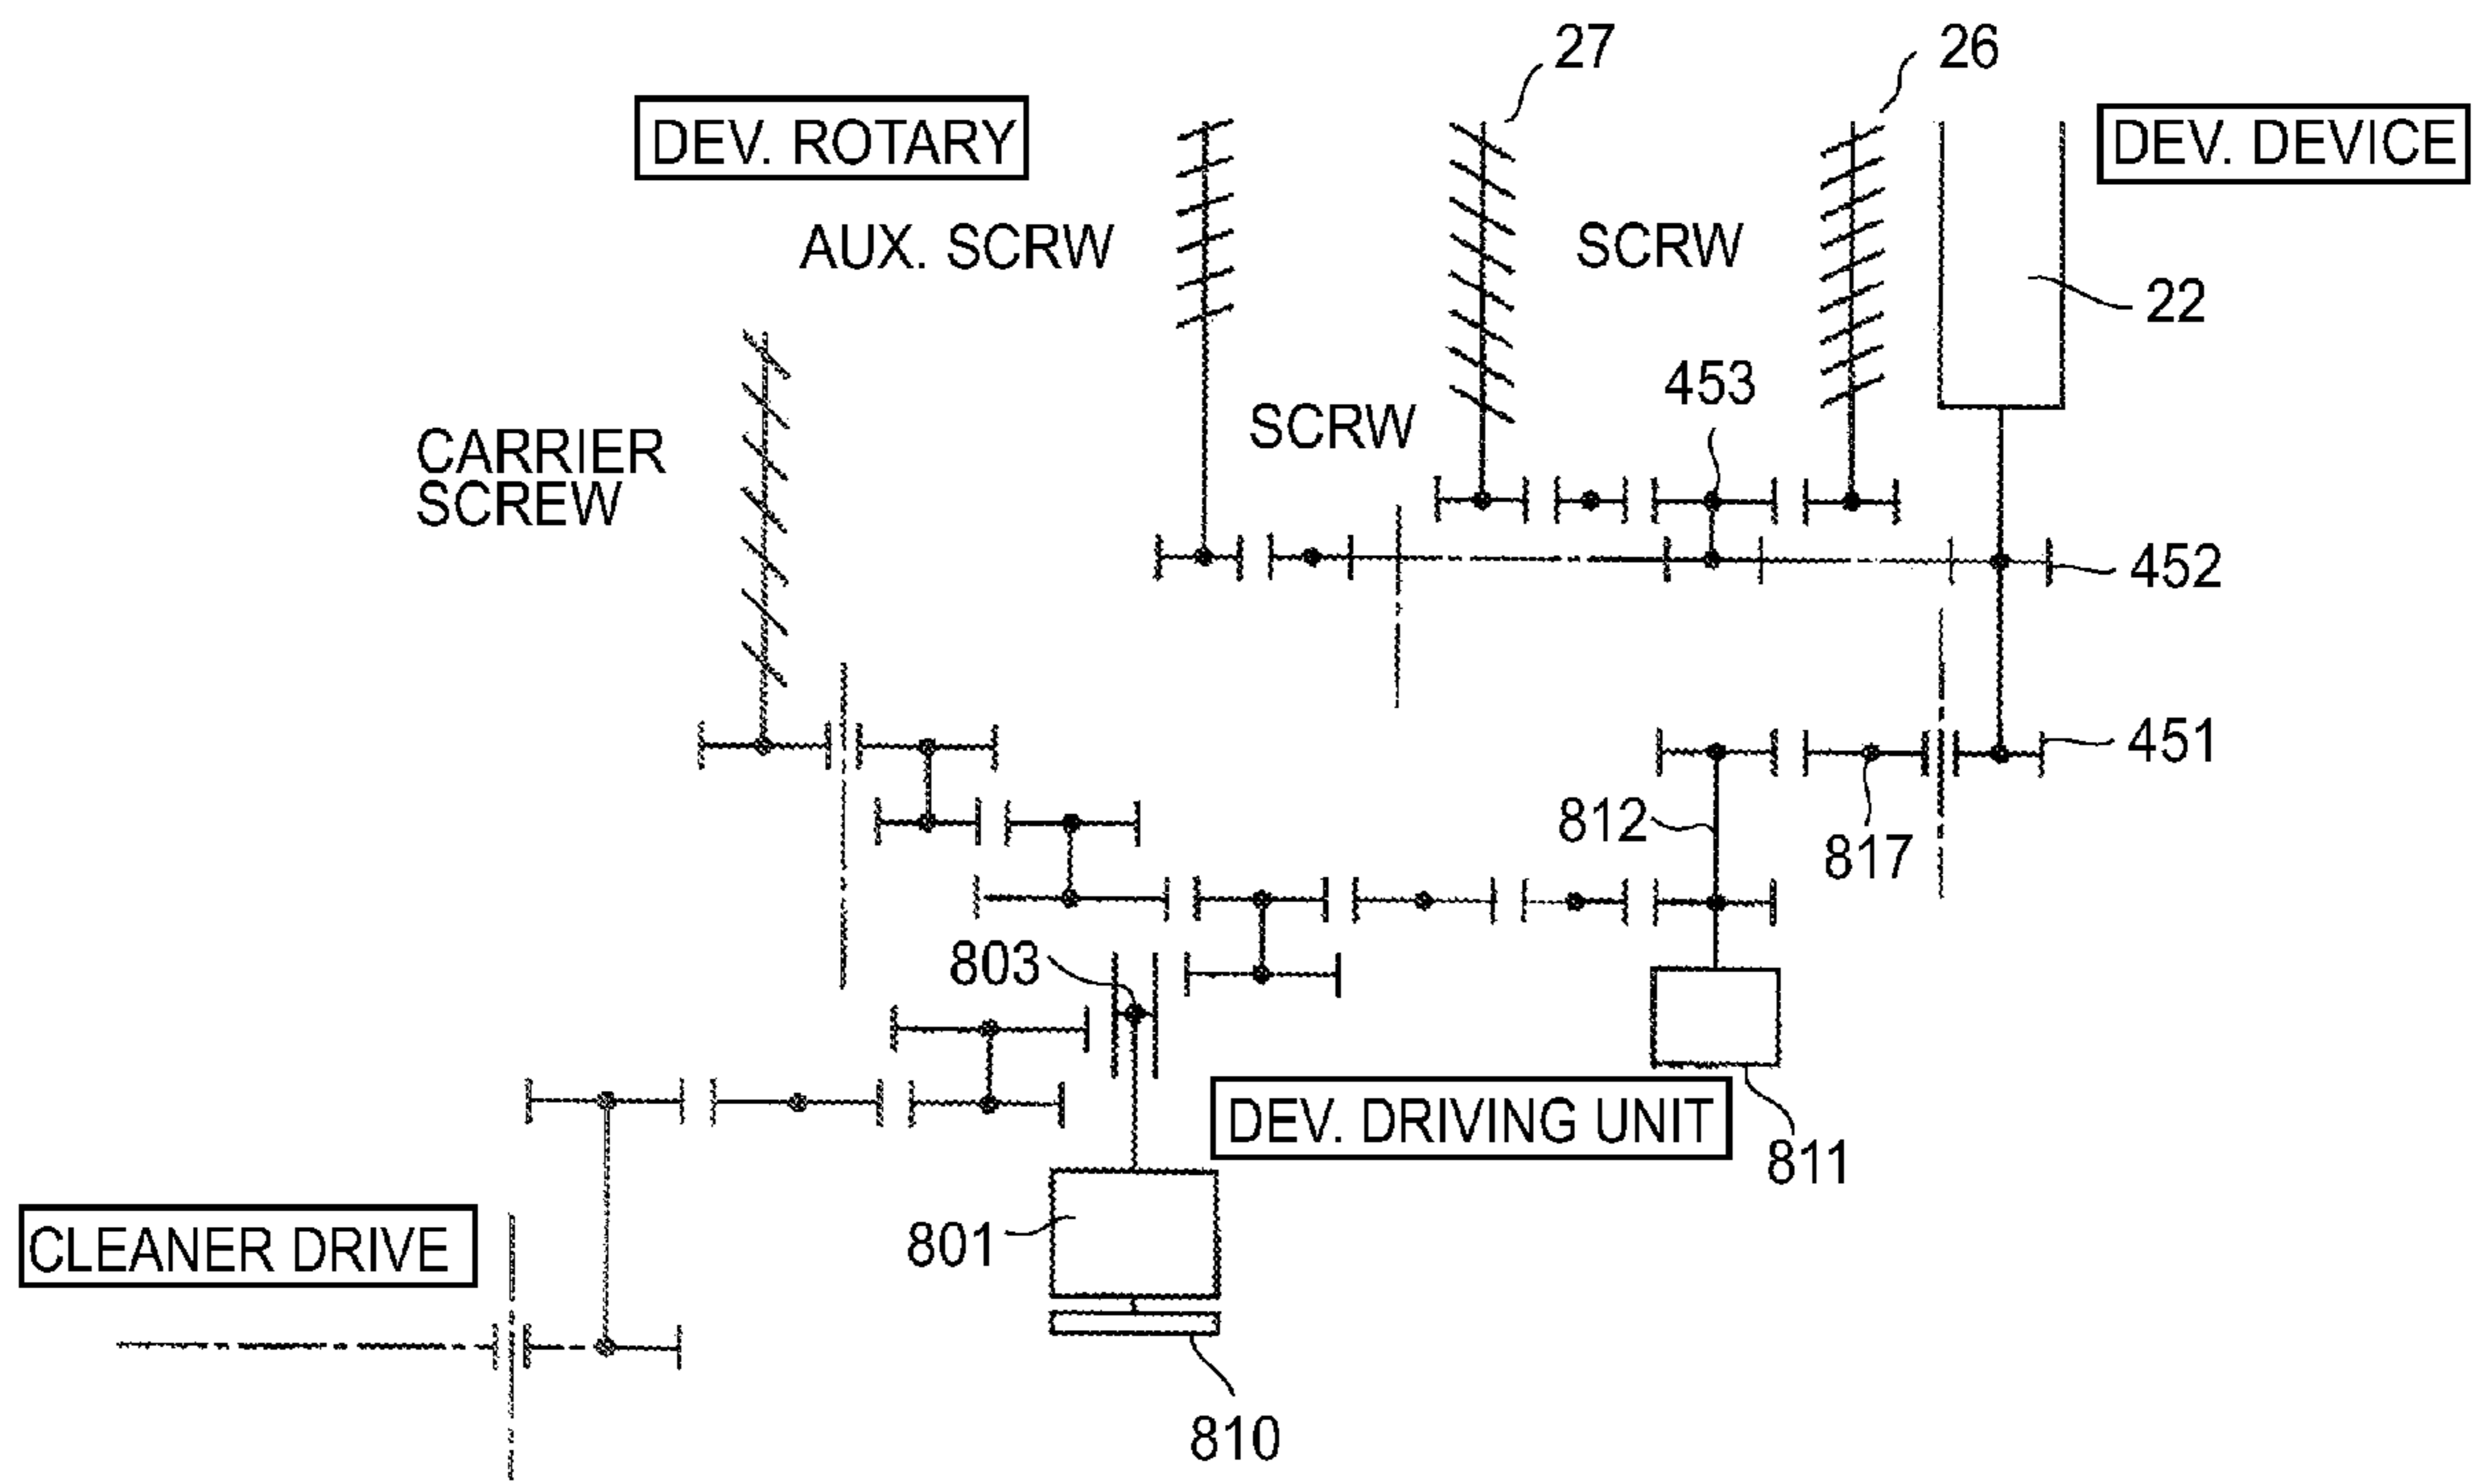 27
26
DEV. ROTARY
DEV. DEVICE
AUX. SCRW
SCRW
22
453
SCRW
CARRIER
SCREW
452
451
812
817
803
DEV. DRIVING UNIT
811
801
CLEANER DRIVE
810